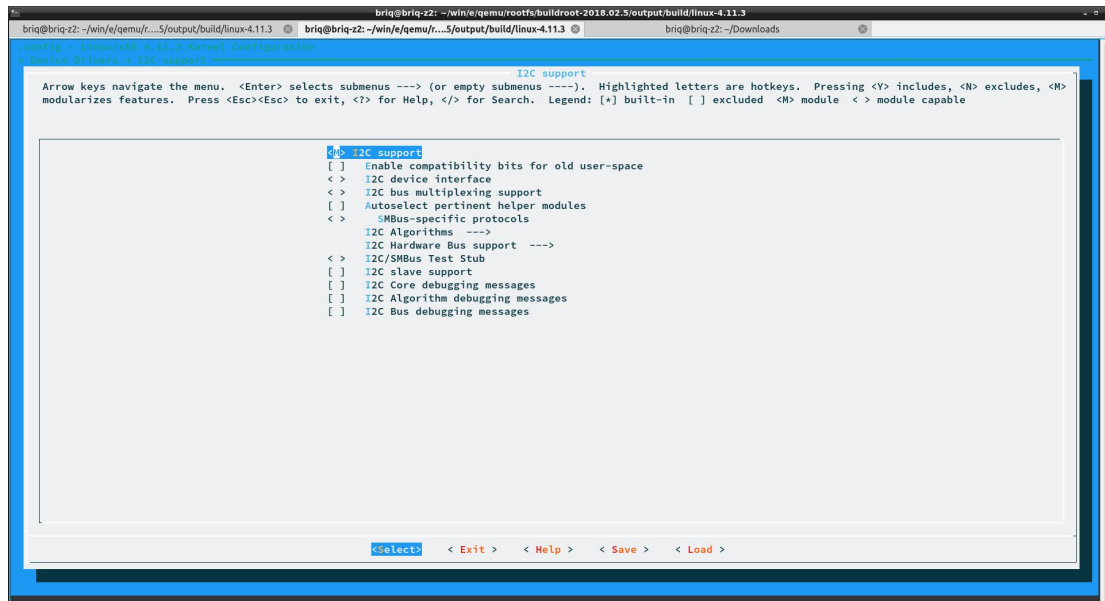 briq@briq-z2: ~/win/e/qemu/rootfs/buildroot-2018.02.5/output/build/linux-4.11.3
briq@briq-z2: ~/win/e/qemu/r....5/output/build/linux-4.11.3 briq@briq-z2: ~/win/e/qemu/r....5/output/build/linux-4.11.3 briq@briq-z2: ~/Downloads
.config - Linux/x86 4.11.3 Kernel Configuration
> Device Drivers > I2C support
I2C support
Arrow keys navigate the menu. <Enter> selects submenus ---> (or empty submenus ----). Highlighted letters are hotkeys. Pressing <Y> includes, <N> excludes, <M>
modularizes features. Press <Esc><Esc> to exit, <?> for Help, </> for Search. Legend: [*] built-in [ ] excluded <M> module < > module capable
<M> I2C support
[ ] Enable compatibility bits for old user-space
< > I2C device interface
< > I2C bus multiplexing support
[ ] Autoselect pertinent helper modules
< > SMBus-specific protocols
I2C Algorithms --->
I2C Hardware Bus support --->
< > I2C/SMBus Test Stub
[ ] I2C slave support
[ ] I2C Core debugging messages
[ ] I2C Algorithm debugging messages
[ ] I2C Bus debugging messages
<Select> < Exit > < Help > < Save > < Load >